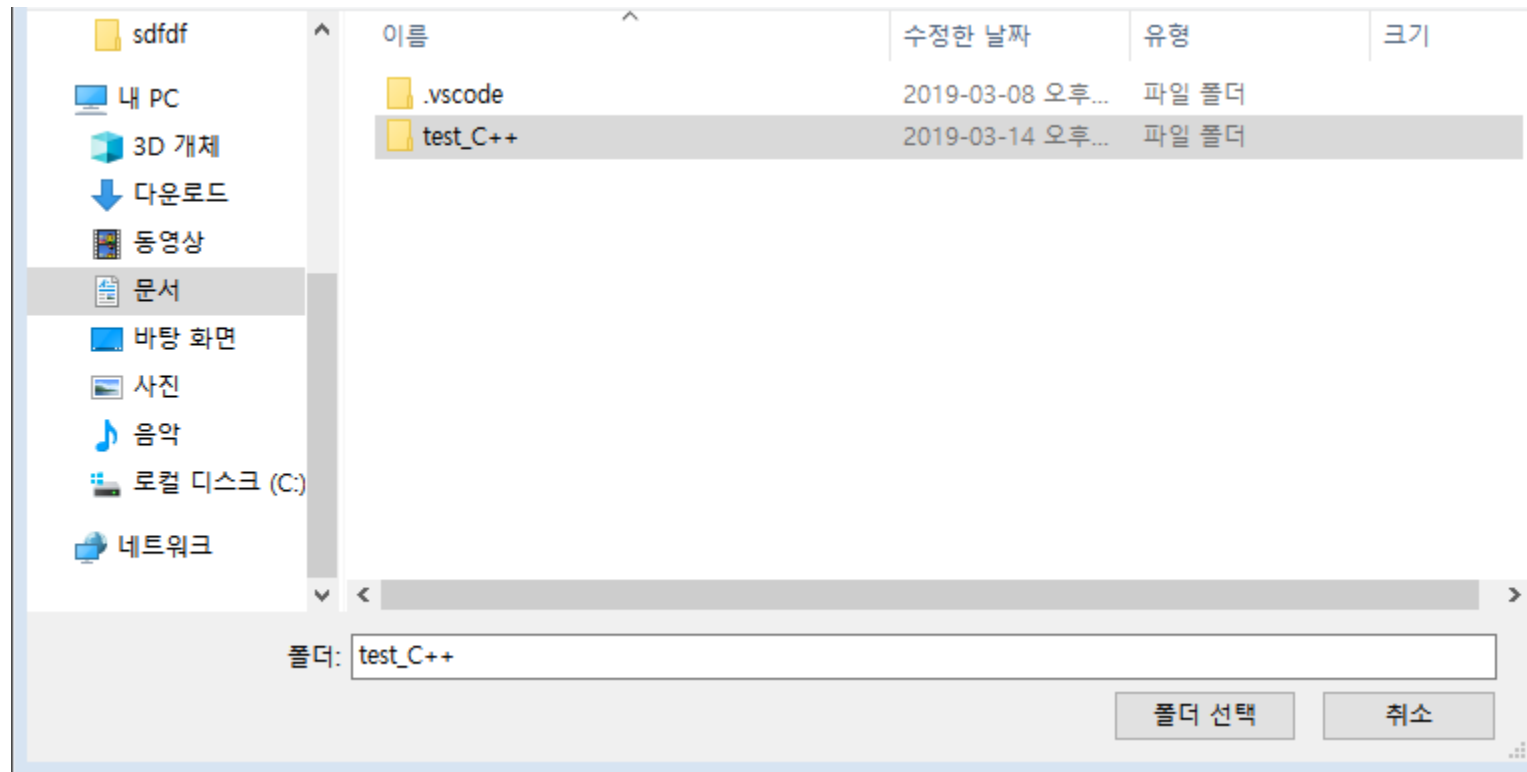 sdfdf
내 PC
3D 개체
다운로드
동영상
문서
바탕 화면
사진
음악
로컬 디스크 (C:)
네트워크
이름 수정한 날짜 유형 크기
.vscode 2019-03-08 오후... 파일 폴더
test_C++ 2019-03-14 오후... 파일 폴더
폴더: test_C++
폴더 선택 취소